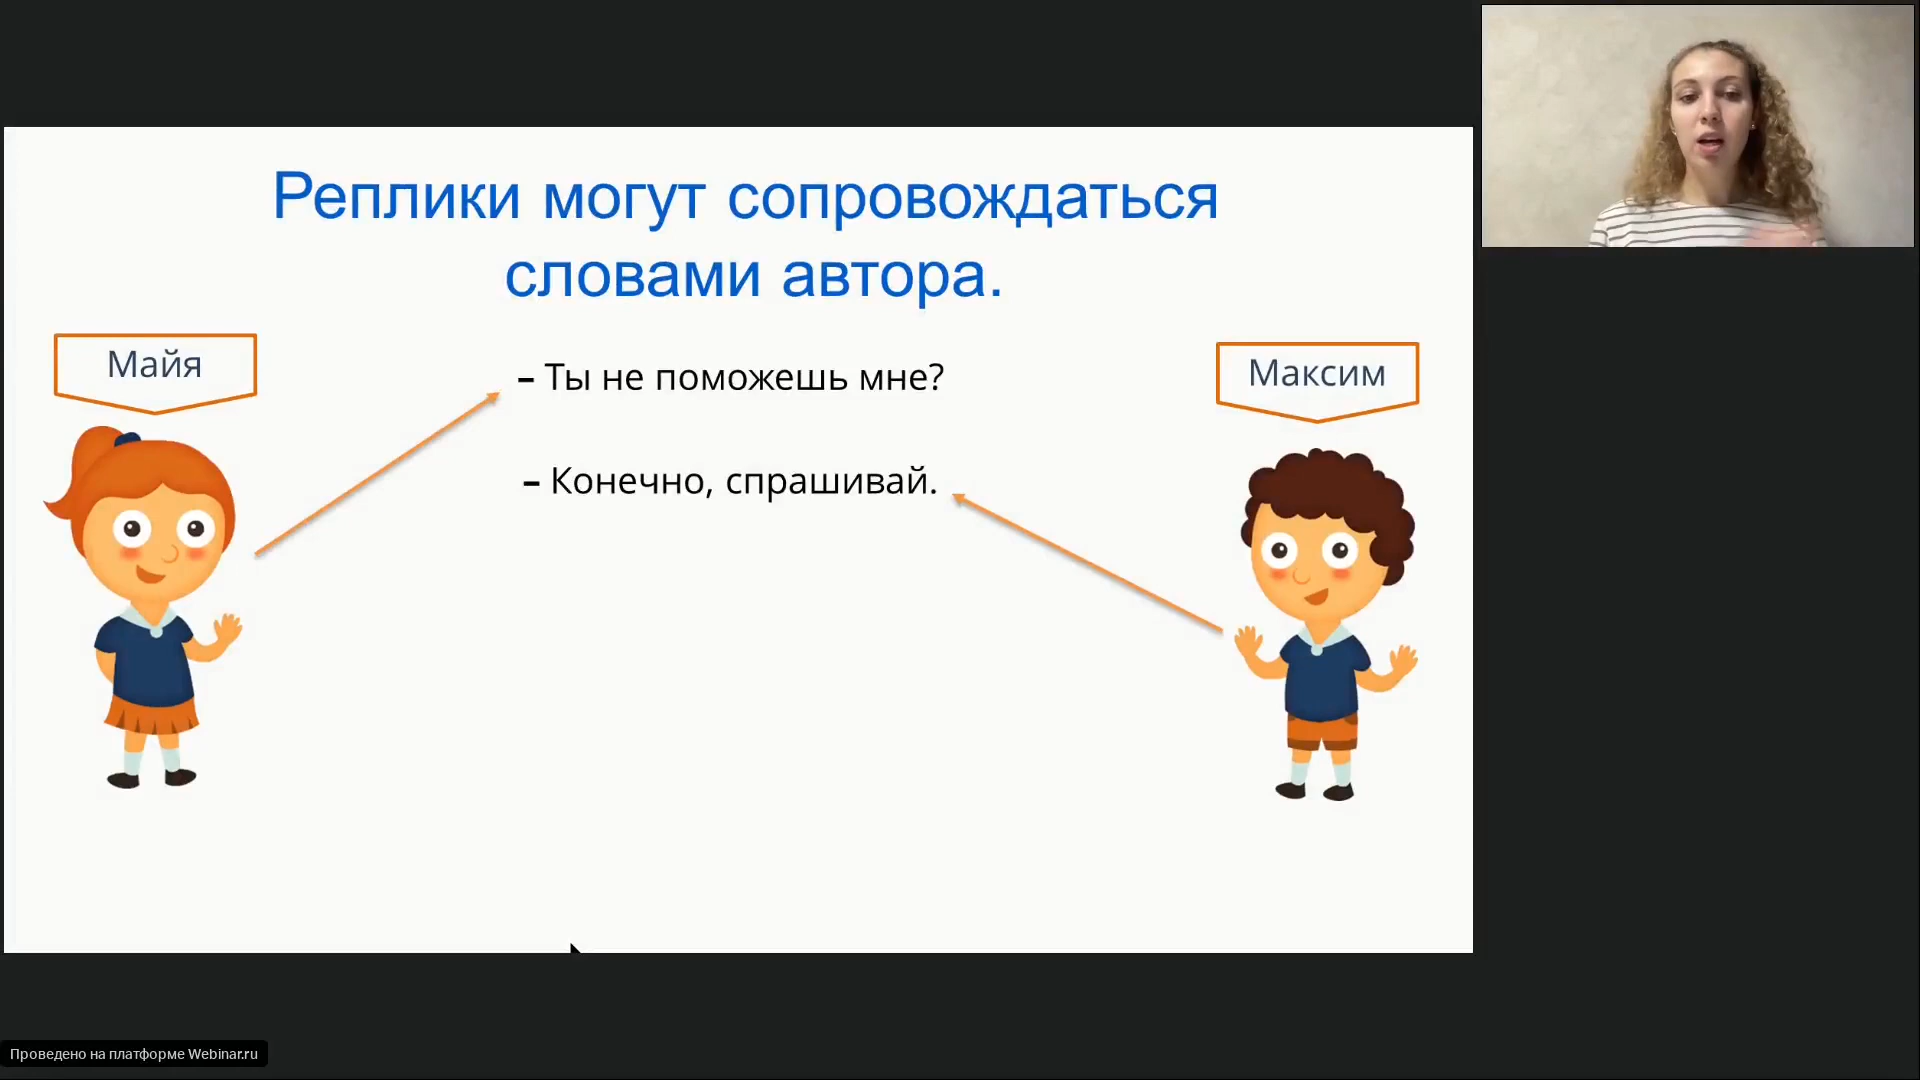 Реплики могут сопровождаться
словами автора.
Майя
– Ты не поможешь мне?
Максим
– Конечно, спрашивай.
Проведено на платформе Webinar.ru